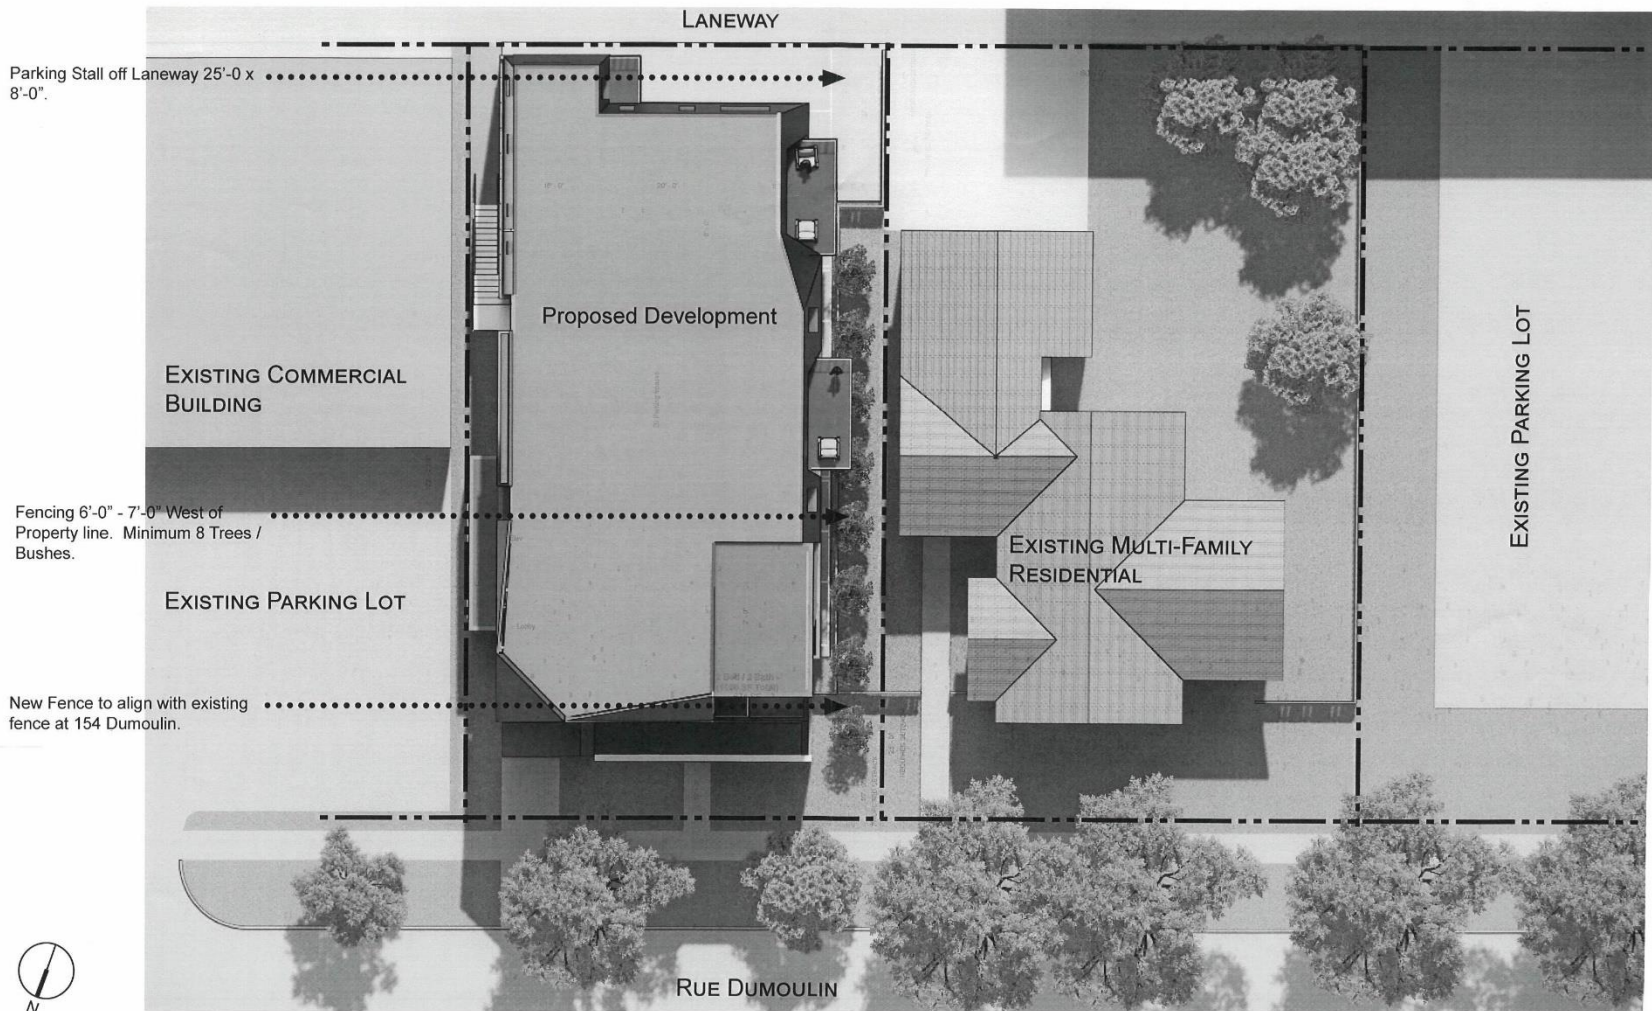 LANEWAY
Parking Stall off Laneway 25'-0 x
8'-0".
Proposed Development
EXISTING COMMERCIAL
BUILDING
EXISTING PARKING LOT
Fencing 6'-0" - 7'-0" West of
Property line. Minimum 8 Trees /
Bushes.
EXISTING MULTI-FAMILY
RESIDENTIAL
EXISTING PARKING LOT
New Fence to align with existing
fence at 154 Dumoulin.
RUE DUMOULIN
N